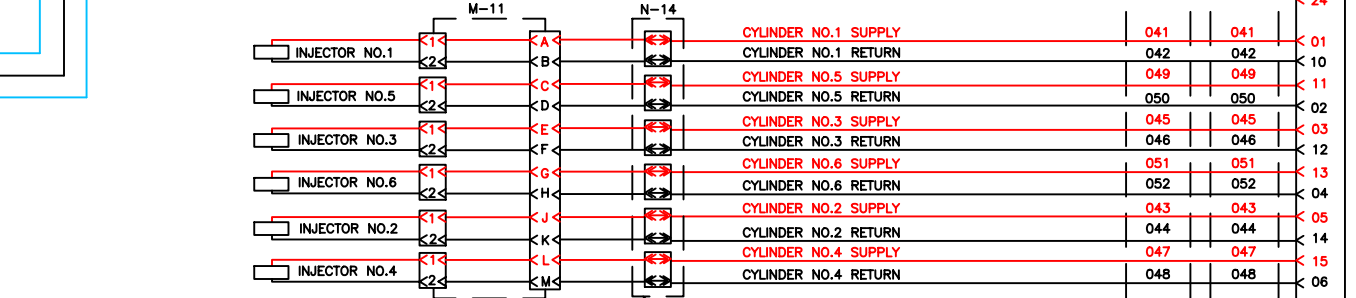 24
M-11 N-14
CYLINDER NO.1 SUPPLY 041 041
<1< <A< 01
INJECTOR NO.1 CYLINDER NO.1 RETURN 042 042
<2< <B< 10
CYLINDER NO.5 SUPPLY 049 049
<1< <C< 11
INJECTOR NO.5 CYLINDER NO.5 RETURN 050 050
<2< <D< 02
CYLINDER NO.3 SUPPLY 045 045
<1< <E< 03
INJECTOR NO.3 CYLINDER NO.3 RETURN 046 046
<2< <F< 12
CYLINDER NO.6 SUPPLY 051 051
<1< <G< 13
INJECTOR NO.6 CYLINDER NO.6 RETURN 052 052
<2< <H< 04
CYLINDER NO.2 SUPPLY 043 043
<1< <J< 05
INJECTOR NO.2 CYLINDER NO.2 RETURN 044 044
<2< <K< 14
CYLINDER NO.4 SUPPLY 047 047
<1< <L< 15
INJECTOR NO.4 CYLINDER NO.4 RETURN 048 048
<2< <M< 06